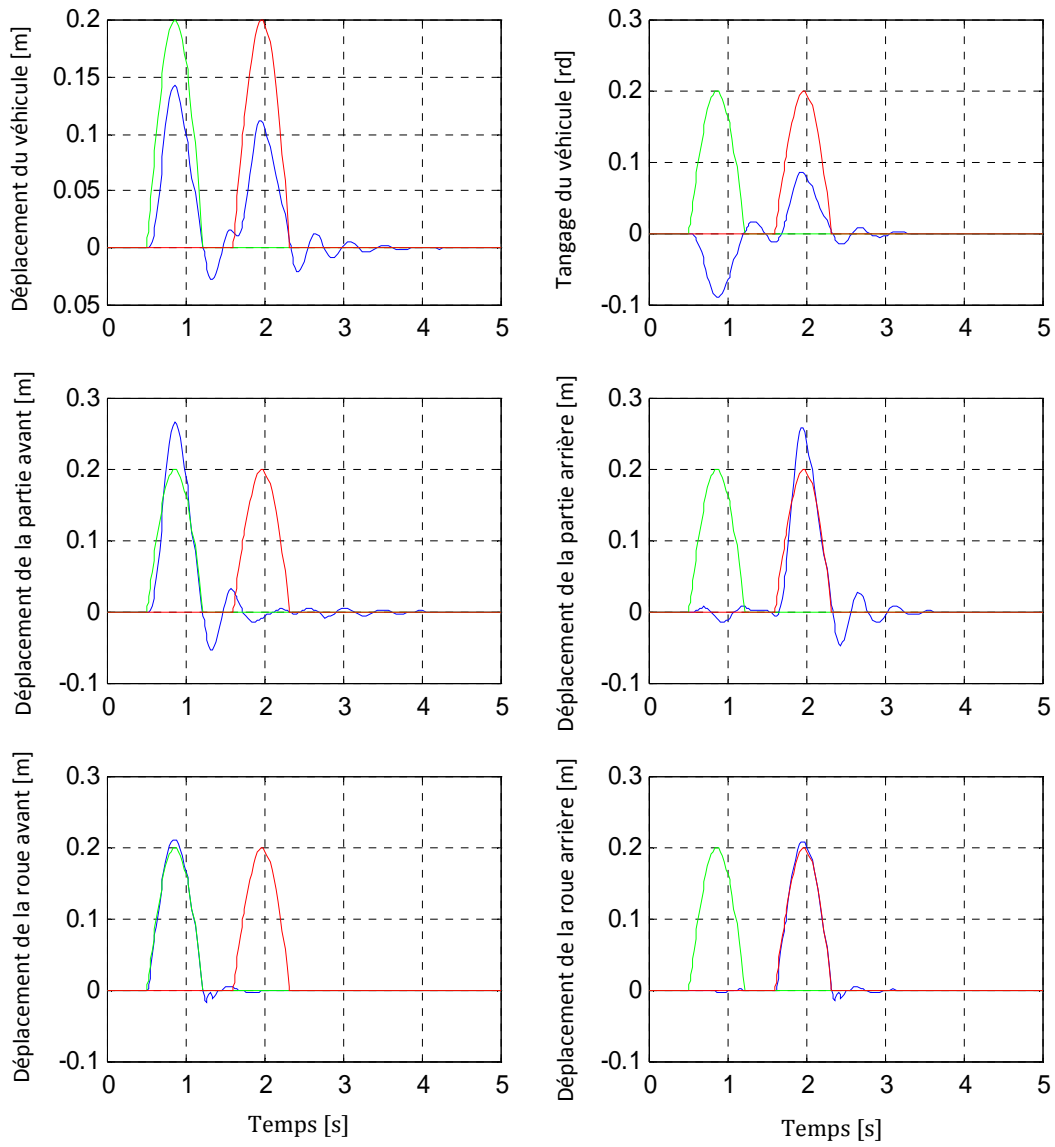 Déplacement du véhicule [m]
0.2
0.15
0.1
0.05
0
0.05
0 1 2 3 4 5
Tangage du véhicule [rd]
0.3
0.2
0.1
0
-0.1
0 1 2 3 4 5
Déplacement de la partie avant [m]
0.3
0.2
0.1
0
-0.1
0 1 2 3 4 5
Déplacement de la partie arrière [m]
0.3
0.2
0.1
0
-0.1
0 1 2 3 4 5
Déplacement de la roue avant [m]
0.3
0.2
0.1
0
-0.1
0 1 2 3 4 5
Temps [s]
Déplacement de la roue arrière [m]
0.3
0.2
0.1
0
-0.1
0 1 2 3 4 5
Temps [s]